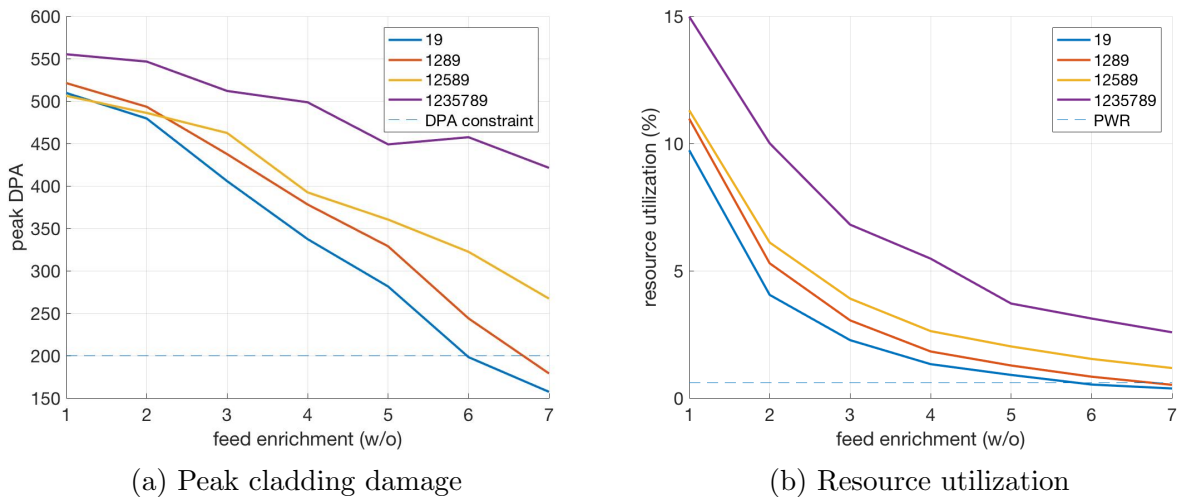 600
550
500
450
400
350
300
250
200
150
peak DPA
1 2 3 4 5 6 7
feed enrichment (w/o)
19
1289
12589
1235789
DPA constraint
(a) Peak cladding damage
15
10
5
0
resource utilization (%)
1 2 3 4 5 6 7
feed enrichment (w/o)
19
1289
12589
1235789
PWR
(b) Resource utilization